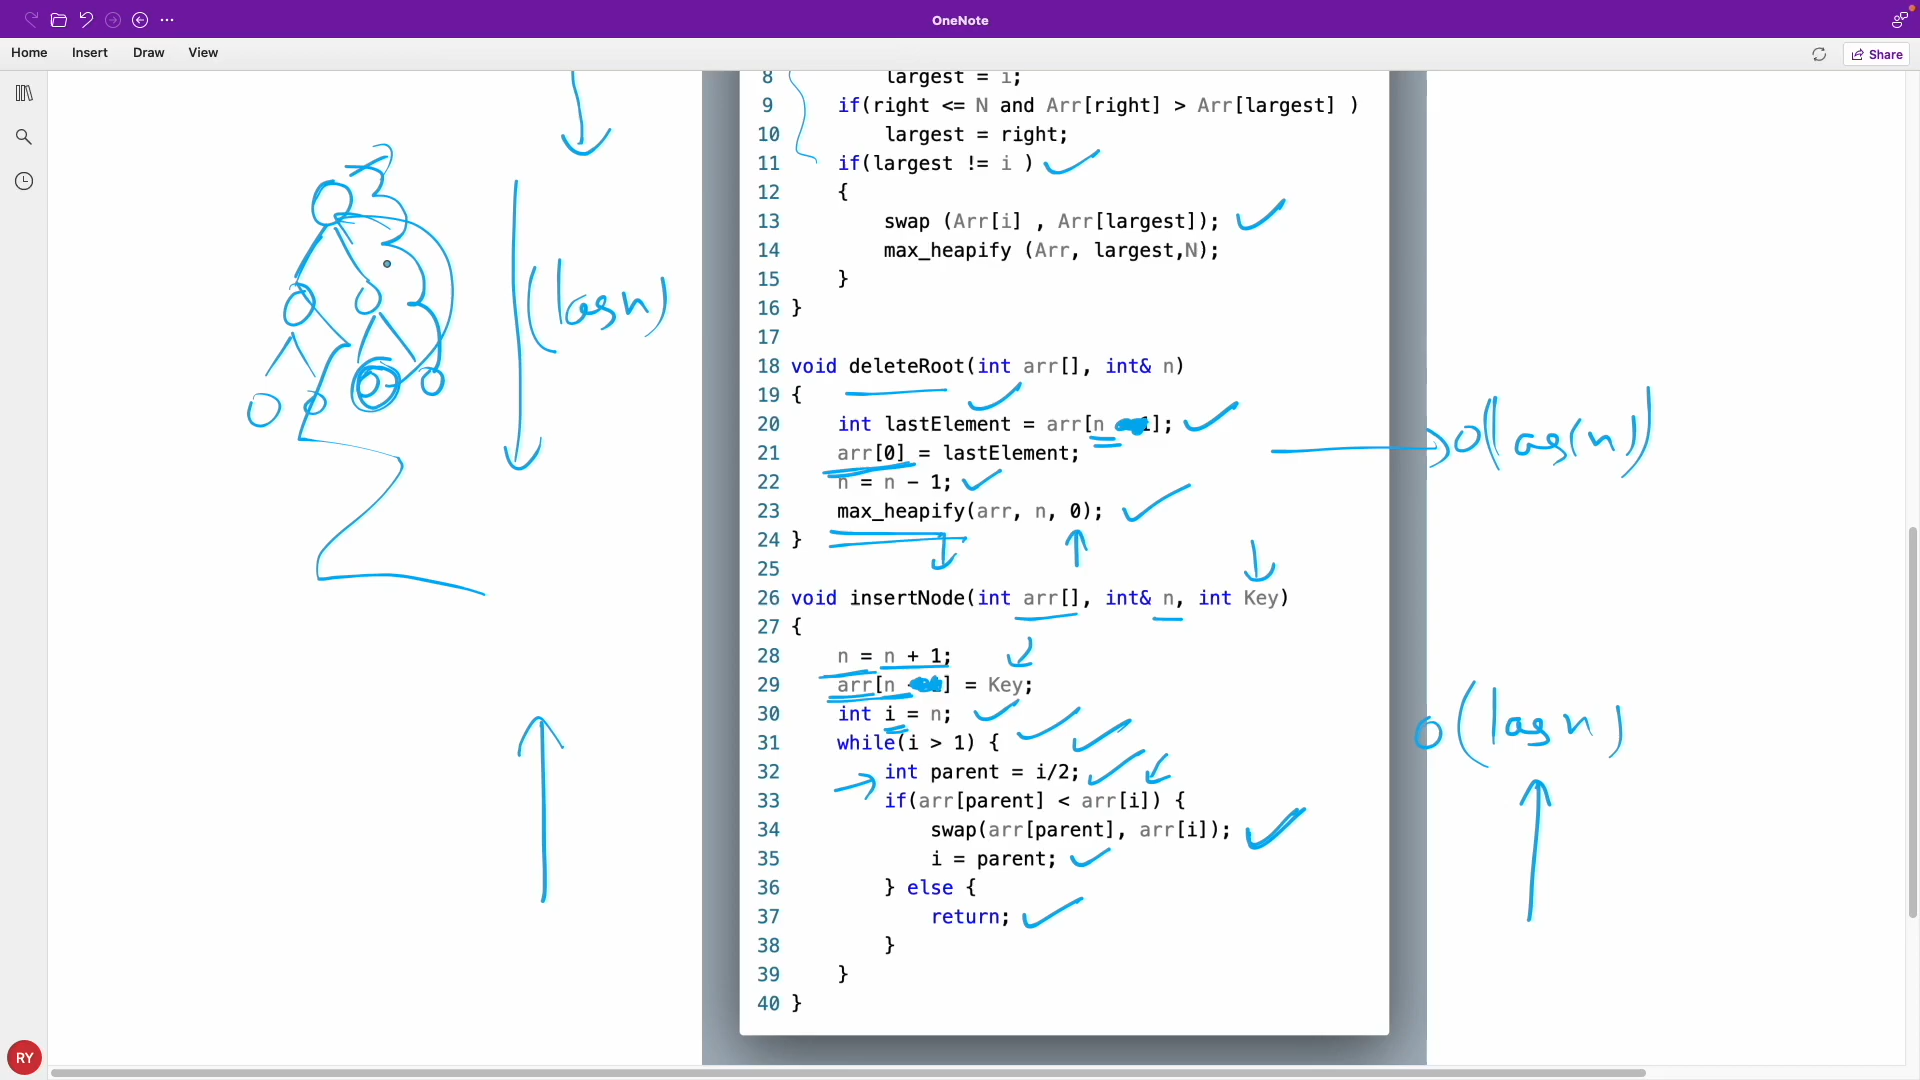 OneNote
Home Insert Draw View
Share
8 largest = i;
9 if(right <= N and Arr[right] > Arr[largest] )
10 largest = right;
11 if(largest != i )
12 {
13 swap (Arr[i] , Arr[largest]);
14 max_heapify (Arr, largest,N);
15 }
16 }
17
18 void deleteRoot(int arr[], int& n)
19 {
20 int lastElement = arr[n 1];
21 arr[0] = lastElement;
22 n = n - 1;
23 max_heapify(arr, n, 0);
24 }
25
26 void insertNode(int arr[], int& n, int Key)
27 {
28 n = n + 1;
29 arr[n ] = Key;
30 int i = n;
31 while(i > 1) {
32 int parent = i/2;
33 if(arr[parent] < arr[i]) {
34 swap(arr[parent], arr[i]);
35 i = parent;
36 } else {
37 return;
38 }
39 }
40 }
(log n)
O(log(n))
O(log n)
RY